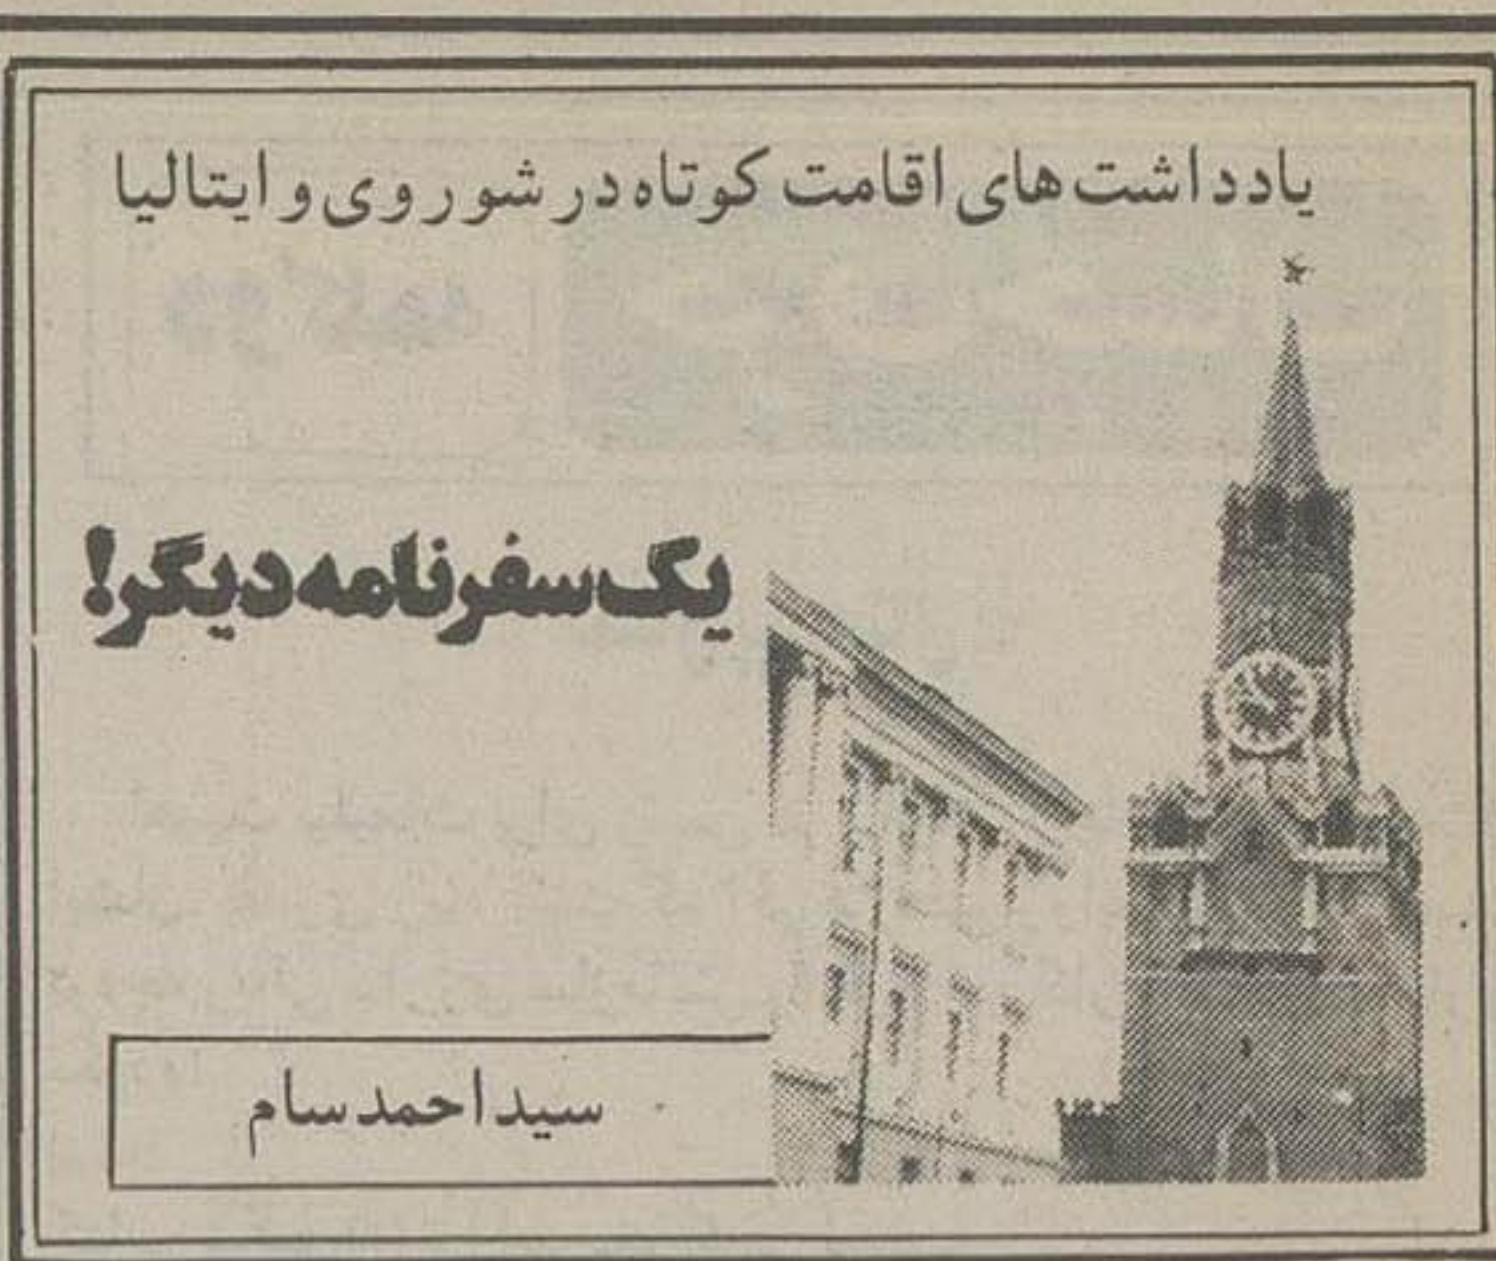 یادداشت‌های اقامت کوتاه در شوروی و ایتالیا
یک سفرنامه دیگر!
سید احمد سام